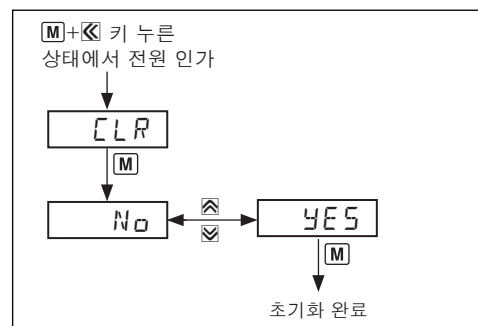 M+≪ 키 누른
상태에서 전원 인가
CLR
M
No
YES
M
초기화 완료